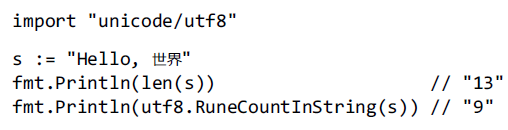 import "unicode/utf8"
s := "Hello, 世界"
fmt.Println(len(s)) // "13"
fmt.Println(utf8.RuneCountInString(s)) // "9"